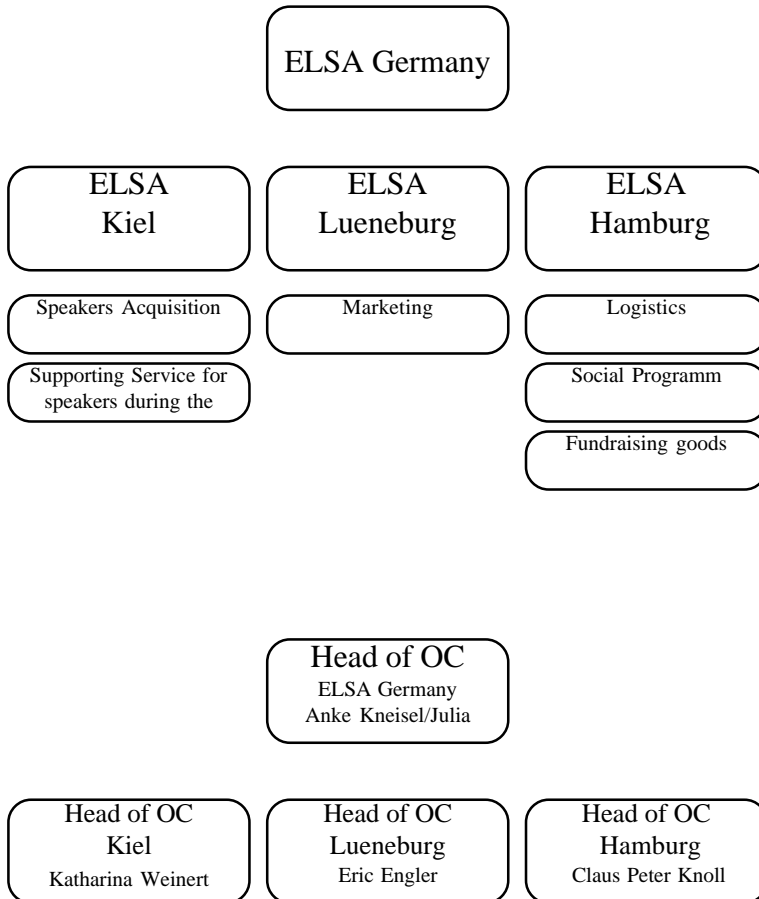 ELSA Germany
ELSA
Kiel
ELSA
Lueneburg
ELSA
Hamburg
Speakers Acquisition
Marketing
Logistics
Supporting Service for
speakers during the
Social Programm
Fundraising goods
Head of OC
ELSA Germany
Anke Kneisel/Julia
Head of OC
Kiel
Katharina Weinert
Head of OC
Lueneburg
Eric Engler
Head of OC
Hamburg
Claus Peter Knoll